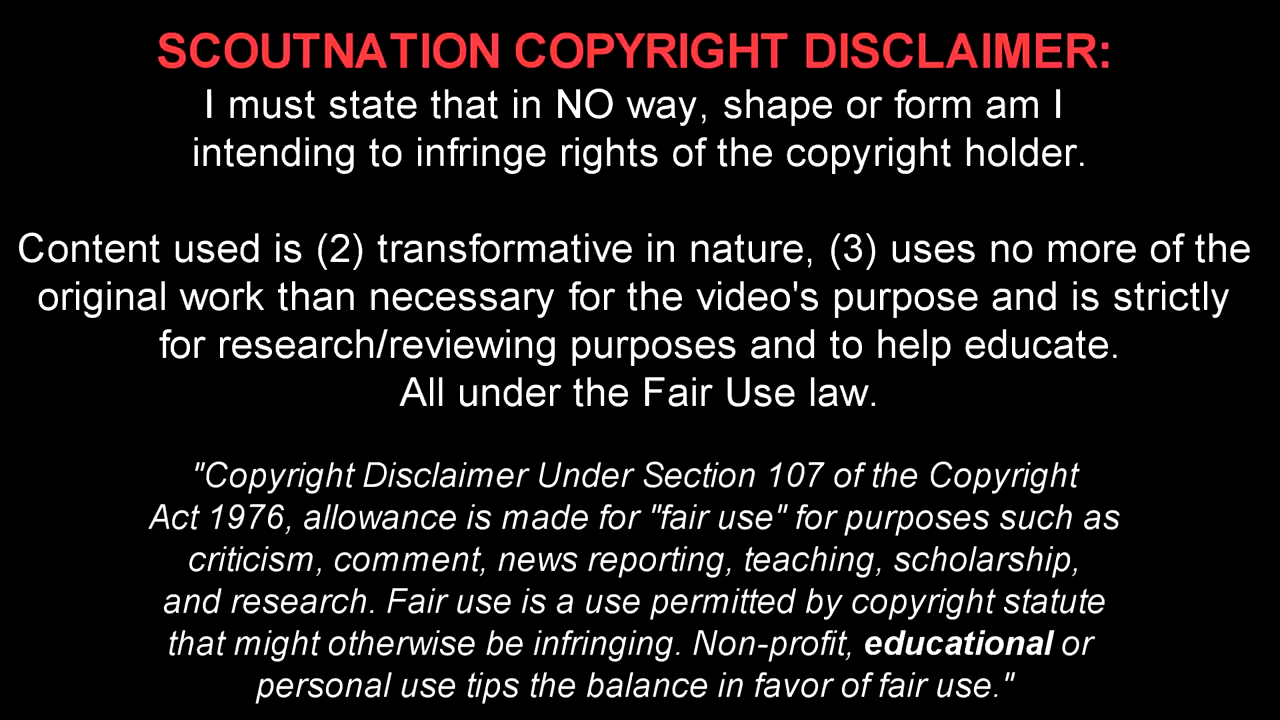 SCOUTNATION COPYRIGHT DISCLAIMER:
I must state that in NO way, shape or form am I
intending to infringe rights of the copyright holder.
Content used is (2) transformative in nature, (3) uses no more of the
original work than necessary for the video's purpose and is strictly
for research/reviewing purposes and to help educate.
All under the Fair Use law.
"Copyright Disclaimer Under Section 107 of the Copyright
Act 1976, allowance is made for "fair use" for purposes such as
criticism, comment, news reporting, teaching, scholarship,
and research. Fair use is a use permitted by copyright statute
that might otherwise be infringing. Non-profit, educational or
personal use tips the balance in favor of fair use."